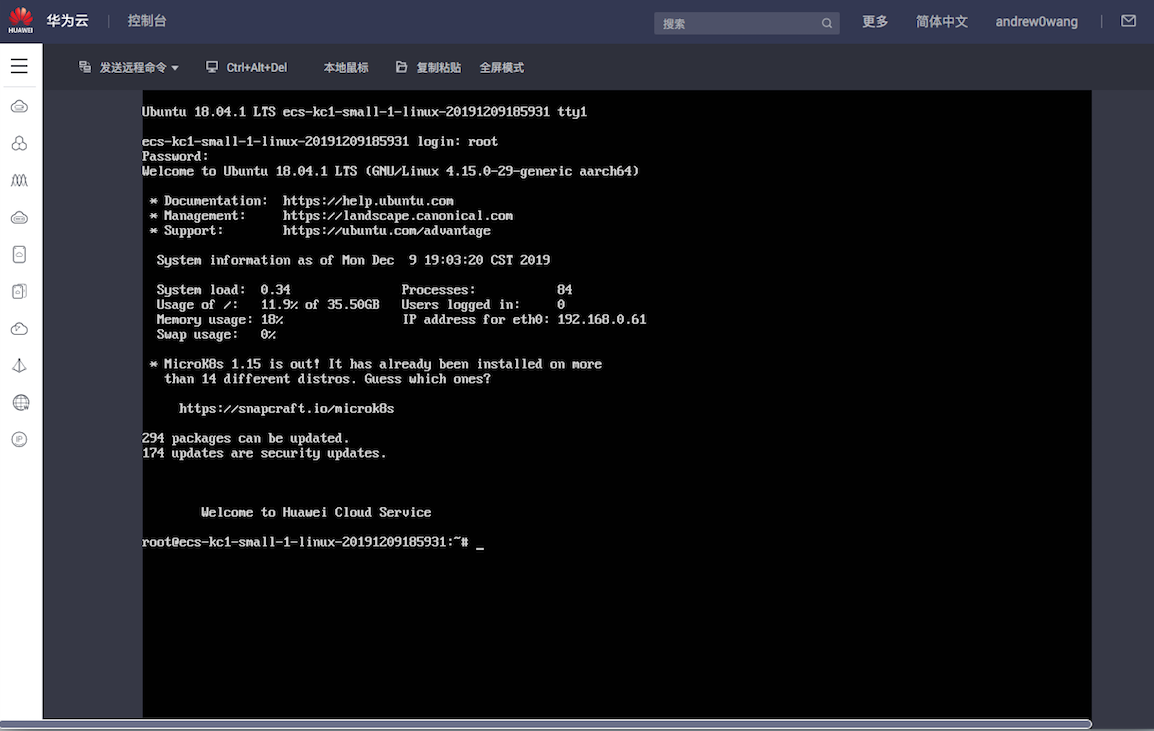 HUAWEI 华为云 控制台 搜索 更多 简体中文 andrew0wang
发送远程命令 Ctrl+Alt+Del 本地鼠标 复制粘贴 全屏模式
Ubuntu 18.04.1 LTS ecs-kc1-small-1-linux-20191209185931 tty1
ecs-kc1-small-1-linux-20191209185931 login: root
Password:
Welcome to Ubuntu 18.04.1 LTS (GNU/Linux 4.15.0-29-generic aarch64)
* Documentation: https://help.ubuntu.com
* Management: https://landscape.canonical.com
* Support: https://ubuntu.com/advantage
System information as of Mon Dec 9 19:03:20 CST 2019
System load: 0.34 Processes: 84
Usage of /: 11.9% of 35.50GB Users logged in: 0
Memory usage: 18% IP address for eth0: 192.168.0.61
Swap usage: 0%
* MicroK8s 1.15 is out! It has already been installed on more
than 14 different distros. Guess which ones?
https://snapcraft.io/microk8s
294 packages can be updated.
174 updates are security updates.
Welcome to Huawei Cloud Service
root@ecs-kc1-small-1-linux-20191209185931:~# _
IP